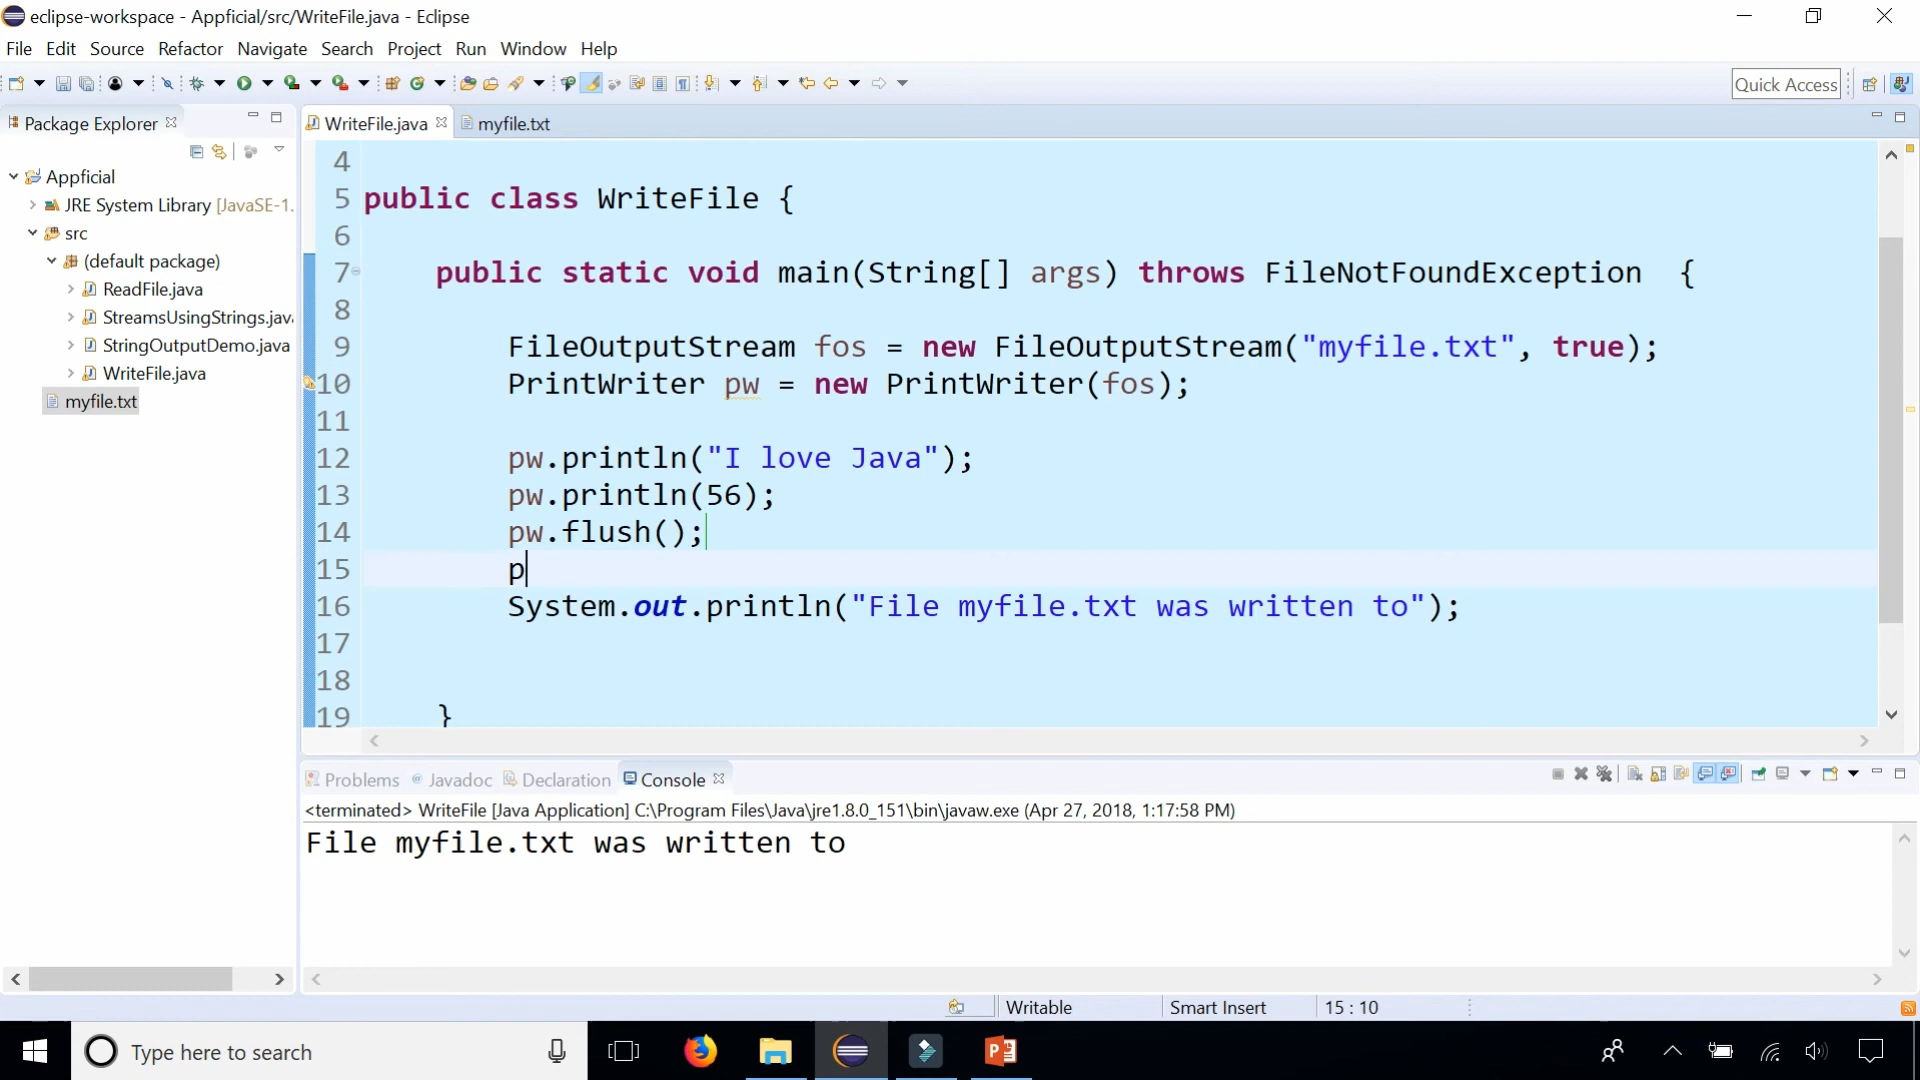 eclipse-workspace - Appficial/src/WriteFile.java - Eclipse
File Edit Source Refactor Navigate Search Project Run Window Help
Quick Access
Package Explorer
WriteFile.java
myfile.txt
Appficial
JRE System Library [JavaSE-1.
src
(default package)
ReadFile.java
StreamsUsingStrings.java
StringOutputDemo.java
WriteFile.java
myfile.txt
4
5 public class WriteFile {
6
7 public static void main(String[] args) throws FileNotFoundException {
8
9 FileOutputStream fos = new FileOutputStream("myfile.txt", true);
10 PrintWriter pw = new PrintWriter(fos);
11
12 pw.println("I love Java");
13 pw.println(56);
14 pw.flush();
15 p
16 System.out.println("File myfile.txt was written to");
17
18
19 }
Problems Javadoc Declaration Console
<terminated> WriteFile [Java Application] C:\Program Files\Java\jre1.8.0_151\bin\javaw.exe (Apr 27, 2018, 1:17:58 PM)
File myfile.txt was written to
Writable Smart Insert 15 : 10
Type here to search